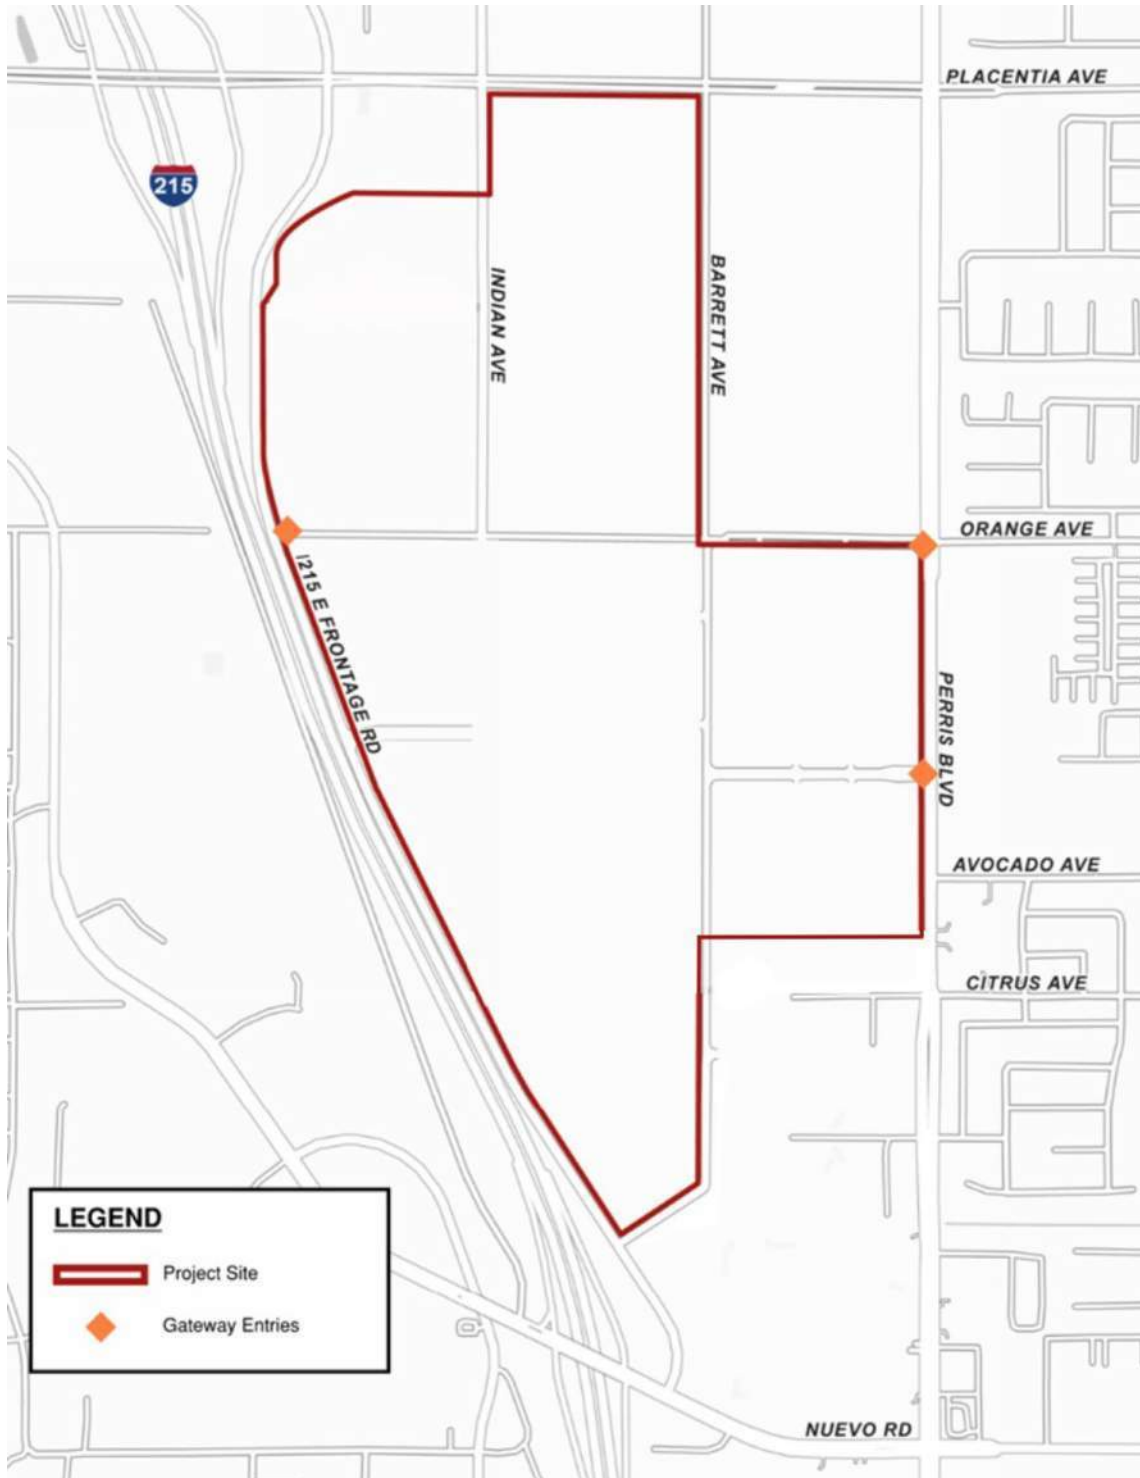 PLACENTIA AVE
215
INDIAN AVE
BARRETT AVE
ORANGE AVE
I215 E FRONTAGE RD
PERRIS BLVD
AVOCADO AVE
CITRUS AVE
LEGEND
Project Site
Gateway Entries
NUEVO RD